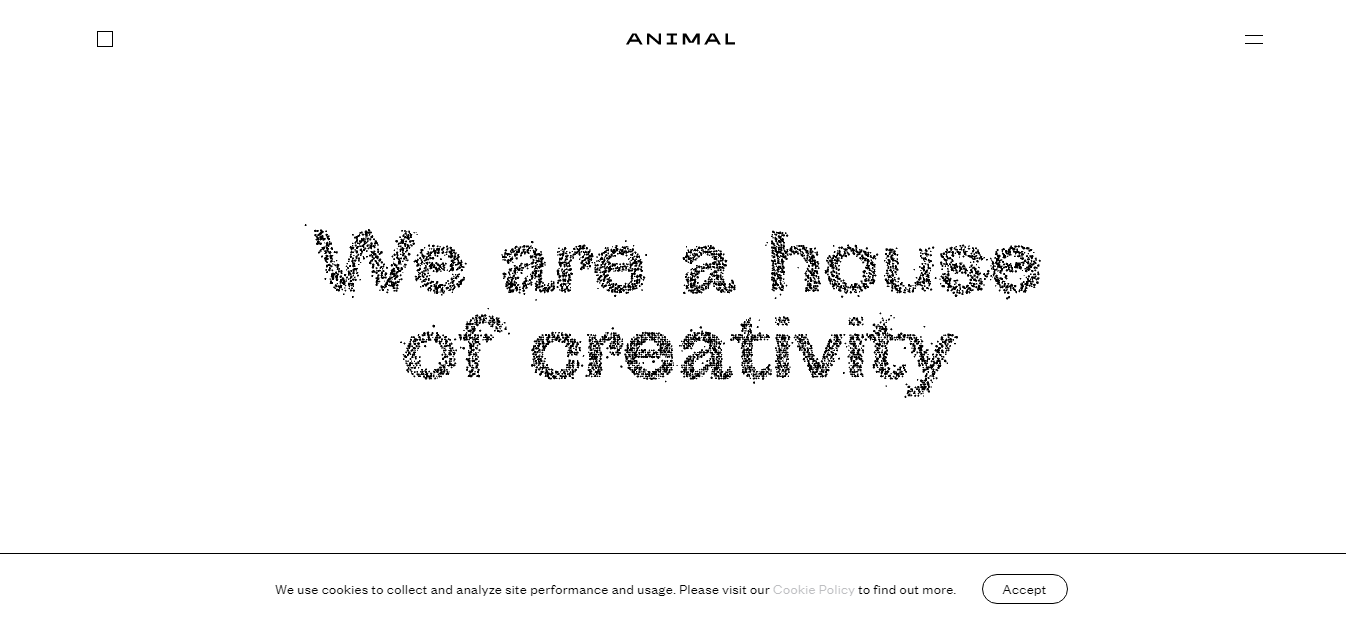 ANIMAL
We are a house
of creativity
We use cookies to collect and analyze site performance and usage. Please visit our Cookie Policy to find out more.
Accept